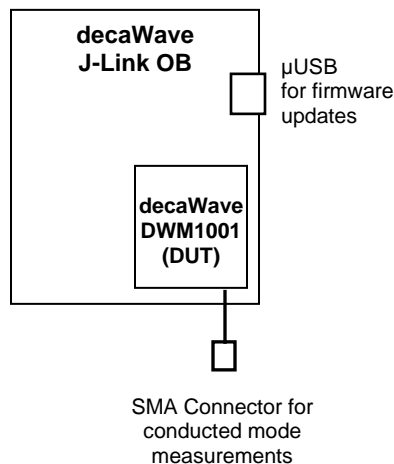 decaWave
J-Link OB
µUSB
for firmware
updates
decaWave
DWM1001
(DUT)
SMA Connector for
conducted mode
measurements